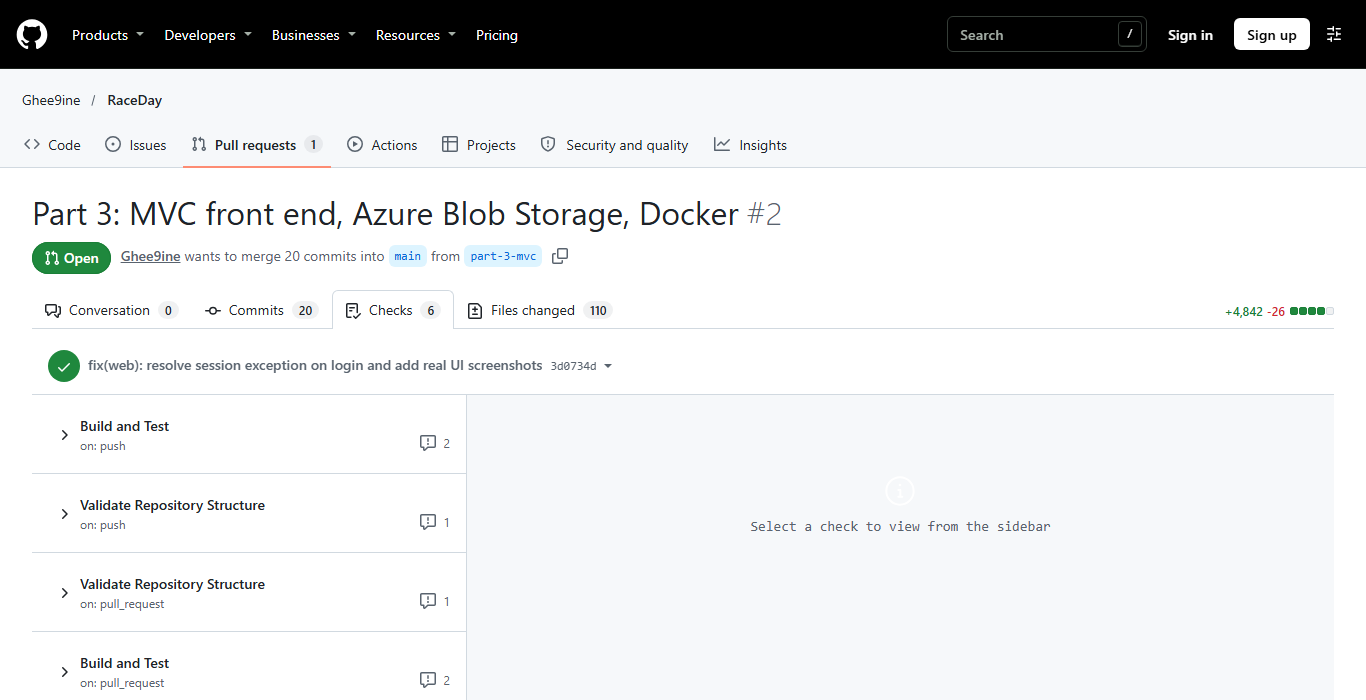 Products Developers Businesses Resources Pricing Search / Sign in Sign up
Ghee9ine / RaceDay
Code Issues Pull requests 1 Actions Projects Security and quality Insights
Part 3: MVC front end, Azure Blob Storage, Docker #2
Open Ghee9ine wants to merge 20 commits into main from part-3-mvc
Conversation 0 Commits 20 Checks 6 Files changed 110 +4,842 -26
fix(web): resolve session exception on login and add real UI screenshots 3d0734d
Build and Test
on: push
2
Validate Repository Structure
on: push
1
Validate Repository Structure
on: pull_request
1
Build and Test
on: pull_request
2
Select a check to view from the sidebar